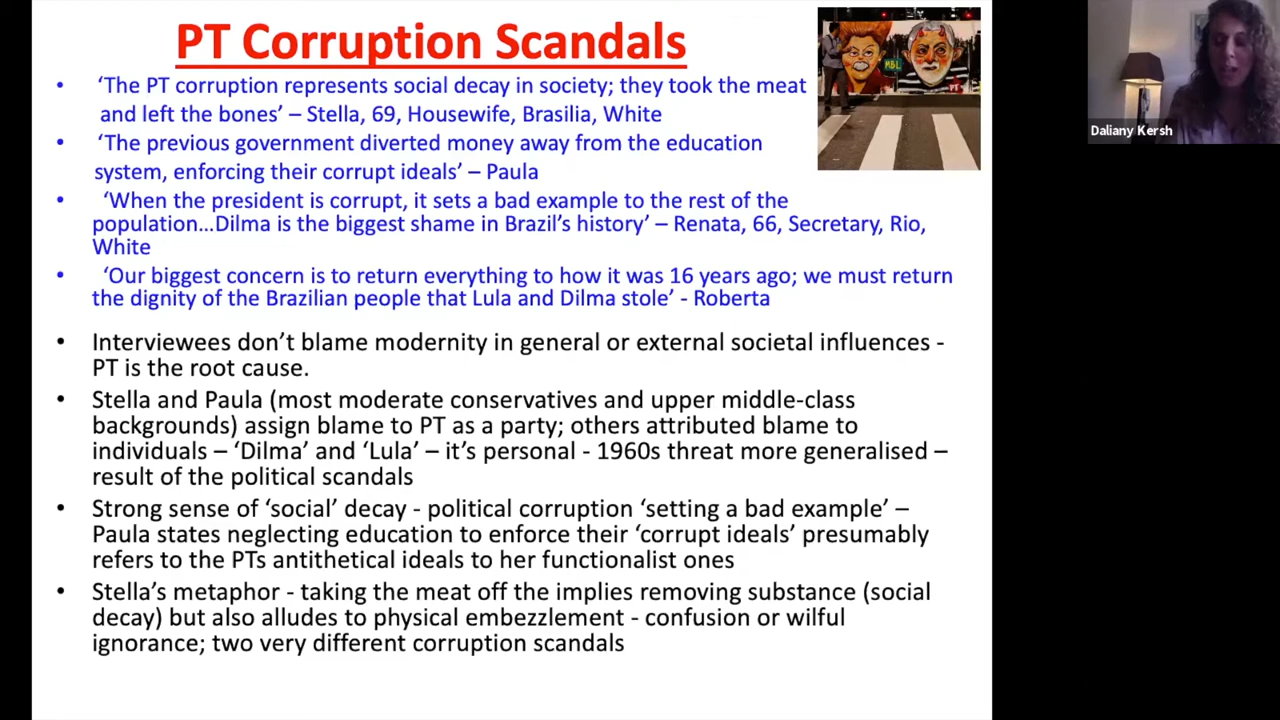 PT Corruption Scandals
• ‘The PT corruption represents social decay in society; they took the meat
and left the bones’ – Stella, 69, Housewife, Brasilia, White
• ‘The previous government diverted money away from the education
system, enforcing their corrupt ideals’ – Paula
• ‘When the president is corrupt, it sets a bad example to the rest of the
population…Dilma is the biggest shame in Brazil’s history’ – Renata, 66, Secretary, Rio,
White
• ‘Our biggest concern is to return everything to how it was 16 years ago; we must return
the dignity of the Brazilian people that Lula and Dilma stole’ - Roberta
• Interviewees don’t blame modernity in general or external societal influences -
PT is the root cause.
• Stella and Paula (most moderate conservatives and upper middle-class
backgrounds) assign blame to PT as a party; others attributed blame to
individuals – ‘Dilma’ and ‘Lula’ – it’s personal - 1960s threat more generalised –
result of the political scandals
• Strong sense of ‘social’ decay - political corruption ‘setting a bad example’ –
Paula states neglecting education to enforce their ‘corrupt ideals’ presumably
refers to the PTs antithetical ideals to her functionalist ones
• Stella’s metaphor - taking the meat off the implies removing substance (social
decay) but also alludes to physical embezzlement - confusion or wilful
ignorance; two very different corruption scandals
MBL
Daliany Kersh